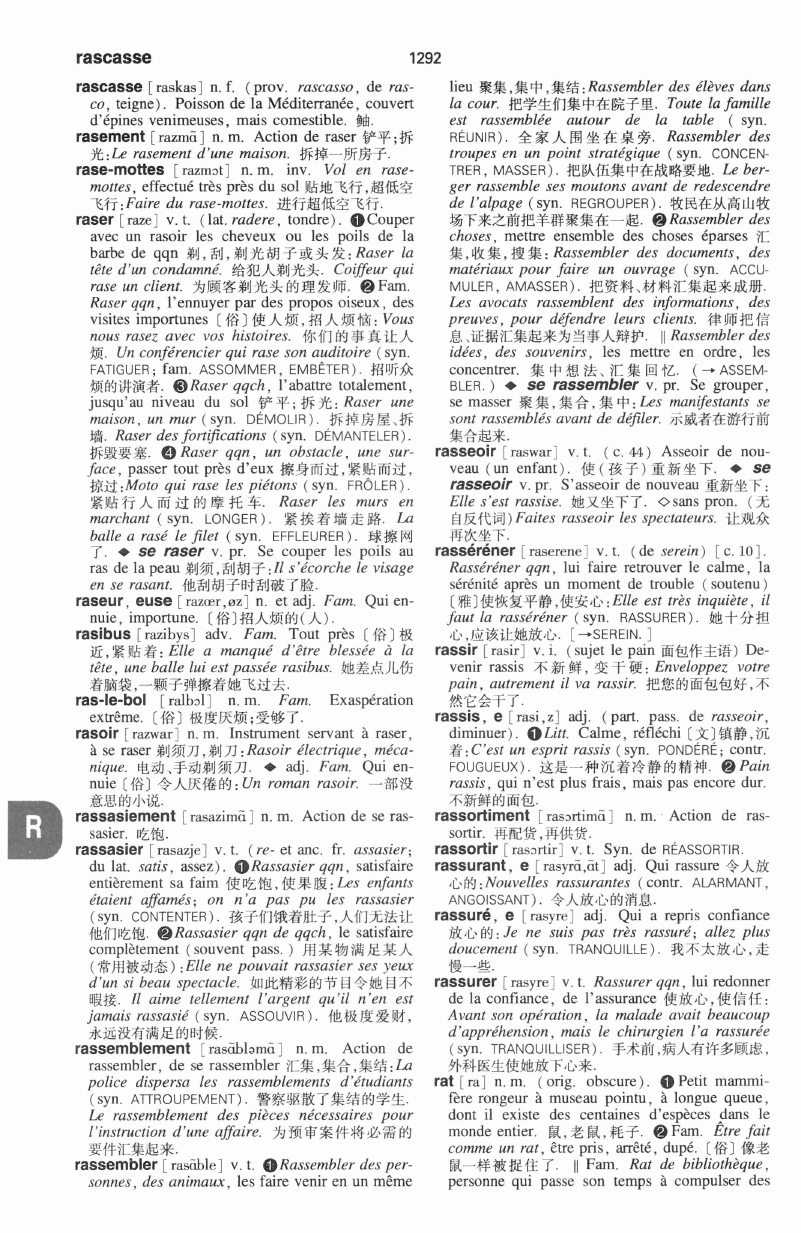 rascasse
1292
rascasse [raskas] n. f. (prov. rascasso, de ras-
co, teigne). Poisson de la Méditerranée, couvert
d'épines venimeuses, mais comestible. 鲉.
rasement [razmɑ̃] n. m. Action de raser 铲平;拆
光:Le rasement d'une maison. 拆掉一所房子.
rase-mottes [razmɔt] n. m. inv. Vol en rase-
mottes, effectué très près du sol 贴地飞行,超低空
飞行:Faire du rase-mottes. 进行超低空飞行.
raser [raze] v. t. (lat. radere, tondre). ❶Couper
avec un rasoir les cheveux ou les poils de la
barbe de qqn 剃,刮,剃光胡子或头发: Raser la
tête d'un condamné. 给犯人剃光头. Coiffeur qui
rase un client. 为顾客剃光头的理发师. ❷Fam.
Raser qqn, l'ennuyer par des propos oiseux, des
visites importunes〔俗〕使人烦,招人烦恼: Vous
nous rasez avec vos histoires. 你们的事真让人
烦. Un conférencier qui rase son auditoire (syn.
FATIGUER; fam. ASSOMMER, EMBÊTER). 招听众
烦的讲演者. ❸Raser qqch, l'abattre totalement,
jusqu'au niveau du sol 铲平;拆光: Raser une
maison, un mur (syn. DÉMOLIR). 拆掉房屋、拆
墙. Raser des fortifications (syn. DÉMANTELER).
拆毁要塞. ❹Raser qqn, un obstacle, une sur-
face, passer tout près d'eux 擦身而过,紧贴而过,
掠过:Moto qui rase les piétons (syn. FRÔLER).
紧贴行人而过的摩托车. Raser les murs en
marchant (syn. LONGER). 紧挨着墙走路. La
balle a rasé le filet (syn. EFFLEURER). 球擦网
了. ◆ se raser v. pr. Se couper les poils au
ras de la peau 剃须,刮胡子:Il s'écorche le visage
en se rasant. 他刮胡子时刮破了脸.
raseur, euse [razœr,øz] n. et adj. Fam. Qui en-
nuie, importune.〔俗〕招人烦的(人).
rasibus [razibys] adv. Fam. Tout près〔俗〕极
近,紧贴着: Elle a manqué d'être blessée à la
tête, une balle lui est passée rasibus. 她差点儿伤
着脑袋,一颗子弹擦着她飞过去.
ras-le-bol [ralbɔl] n. m. Fam. Exaspération
extrême.〔俗〕极度厌烦;受够了.
rasoir [razwar] n. m. Instrument servant à raser,
à se raser 剃须刀,剃刀:Rasoir électrique, méca-
nique. 电动、手动剃须刀. ◆ adj. Fam. Qui en-
nuie〔俗〕令人厌倦的:Un roman rasoir. 一部没
意思的小说.
rassasiement [rasazimɑ̃] n. m. Action de se ras-
sasier. 吃饱.
rassasier [rasazje] v. t. (re- et anc. fr. assasier;
du lat. satis, assez). ❶Rassasier qqn, satisfaire
entièrement sa faim 使吃饱,使果腹:Les enfants
étaient affamés; on n'a pas pu les rassasier
(syn. CONTENTER). 孩子们饿着肚子,人们无法让
他们吃饱. ❷Rassasier qqn de qqch, le satisfaire
complètement (souvent pass.) 用某物满足某人
(常用被动态):Elle ne pouvait rassasier ses yeux
d'un si beau spectacle. 如此精彩的节目令她目不
暇接. Il aime tellement l'argent qu'il n'en est
jamais rassasié (syn. ASSOUVIR). 他极度爱财,
永远没有满足的时候.
rassemblement [rasɑ̃bləmɑ̃] n. m. Action de
rassembler, de se rassembler 汇集,集合,集结:La
police dispersa les rassemblements d'étudiants
(syn. ATTROUPEMENT). 警察驱散了集结的学生.
Le rassemblement des pièces nécessaires pour
l'instruction d'une affaire. 为预审案件将必需的
要件汇集起来.
rassembler [rasɑ̃ble] v. t. ❶Rassembler des per-
sonnes, des animaux, les faire venir en un même
lieu 聚集,集中,集结:Rassembler des élèves dans
la cour. 把学生们集中在院子里. Toute la famille
est rassemblée autour de la table (syn.
RÉUNIR). 全家人围坐在桌旁. Rassembler des
troupes en un point stratégique (syn. CONCEN-
TRER, MASSER). 把队伍集中在战略要地. Le ber-
ger rassemble ses moutons avant de redescendre
de l'alpage (syn. REGROUPER). 牧民在从高山牧
场下来之前把羊群聚集在一起. ❷Rassembler des
choses, mettre ensemble des choses éparses 汇
集,收集,搜集: Rassembler des documents, des
matériaux pour faire un ouvrage (syn. ACCU-
MULER, AMASSER). 把资料、材料汇集起来成册.
Les avocats rassemblent des informations, des
preuves, pour défendre leurs clients. 律师把信
息、证据汇集起来为当事人辩护. ‖ Rassembler des
idées, des souvenirs, les mettre en ordre, les
concentrer. 集中想法、汇集回忆. (→ ASSEM-
BLER.) ◆ se rassembler v. pr. Se grouper,
se masser 聚集,集合,集中: Les manifestants se
sont rassemblés avant de défiler. 示威者在游行前
集合起来.
rasseoir [raswar] v. t. (c. 44) Asseoir de nou-
veau (un enfant). 使(孩子)重新坐下. ◆ se
rasseoir v. pr. S'asseoir de nouveau 重新坐下:
Elle s'est rassise. 她又坐下了. ◇sans pron. (无
自反代词)Faites rasseoir les spectateurs. 让观众
再次坐下.
rasséréner [raserene] v. t. (de serein) [c. 10].
Rasséréner qqn, lui faire retrouver le calme, la
sérénité après un moment de trouble (soutenu)
〔雅〕使恢复平静,使安心:Elle est très inquiète, il
faut la rasséréner (syn. RASSURER). 她十分担
心,应该让她放心. [→SEREIN.]
rassir [rasir] v. i. (sujet le pain 面包作主语) De-
venir rassis 不新鲜,变干硬: Enveloppez votre
pain, autrement il va rassir. 把您的面包包好,不
然它会干了.
rassis, e [rasi,z] adj. (part. pass. de rasseoir,
diminuer). ❶Litt. Calme, réfléchi〔文〕镇静,沉
着:C'est un esprit rassis (syn. PONDÉRÉ; contr.
FOUGUEUX). 这是一种沉着冷静的精神. ❷Pain
rassis, qui n'est plus frais, mais pas encore dur.
不新鲜的面包.
rassortiment [rasɔrtimɑ̃] n. m. Action de ras-
sortir. 再配货,再供货.
rassortir [rasɔrtir] v. t. Syn. de RÉASSORTIR.
rassurant, e [rasyrɑ̃,ɑ̃t] adj. Qui rassure 令人放
心的:Nouvelles rassurantes (contr. ALARMANT,
ANGOISSANT). 令人放心的消息.
rassuré, e [rasyre] adj. Qui a repris confiance
放心的: Je ne suis pas très rassuré; allez plus
doucement (syn. TRANQUILLE). 我不太放心,走
慢一些.
rassurer [rasyre] v. t. Rassurer qqn, lui redonner
de la confiance, de l'assurance 使放心,使信任:
Avant son opération, la malade avait beaucoup
d'appréhension, mais le chirurgien l'a rassurée
(syn. TRANQUILLISER). 手术前,病人有许多顾虑,
外科医生使她放下心来.
rat [ra] n. m. (orig. obscure). ❶Petit mammi-
fère rongeur à museau pointu, à longue queue,
dont il existe des centaines d'espèces dans le
monde entier. 鼠,老鼠,耗子. ❷Fam. Être fait
comme un rat, être pris, arrêté, dupé.〔俗〕像老
鼠一样被捉住了. ‖ Fam. Rat de bibliothèque,
personne qui passe son temps à compulser des
R